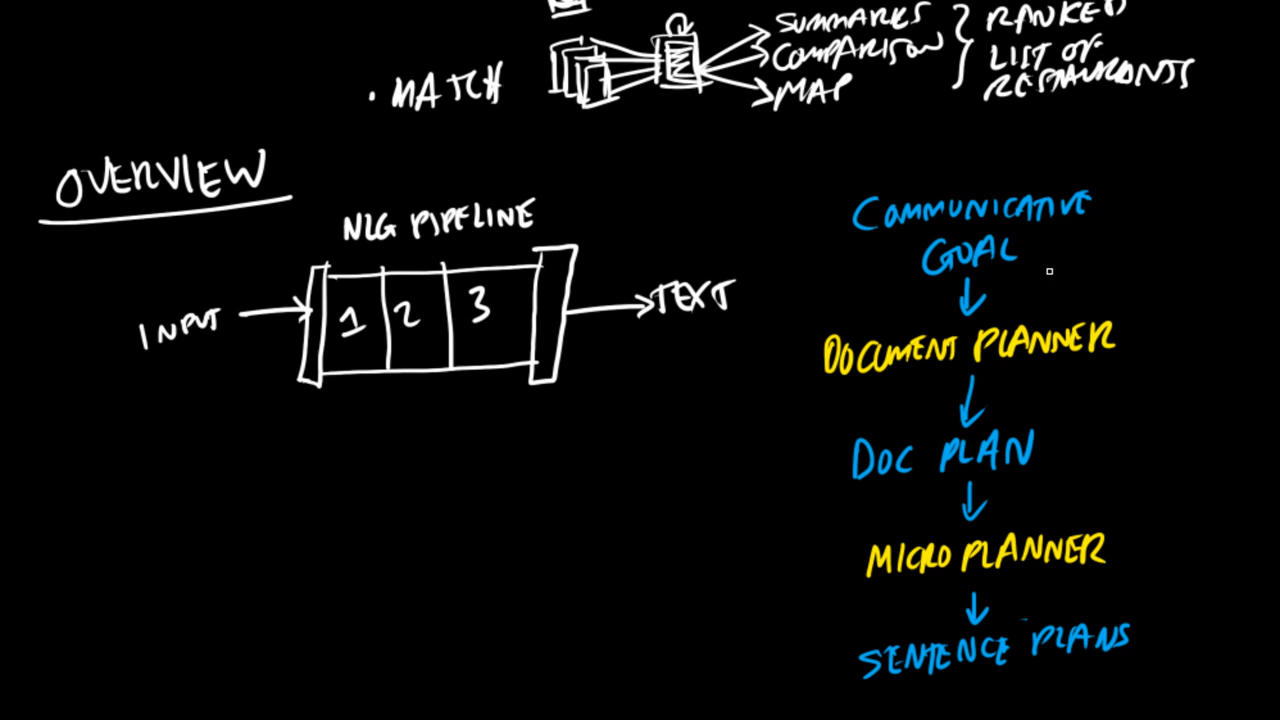 SUMMARIES
COMPARISON
MAP
RANKED
LIST OF
RESTAURANTS
. MATCH
OVERVIEW
NLG PIPELINE
INPUT
1 2 3
TEXT
COMMUNICATIVE
GOAL
DOCUMENT PLANNER
DOC PLAN
MICRO PLANNER
SENTENCE PLANS